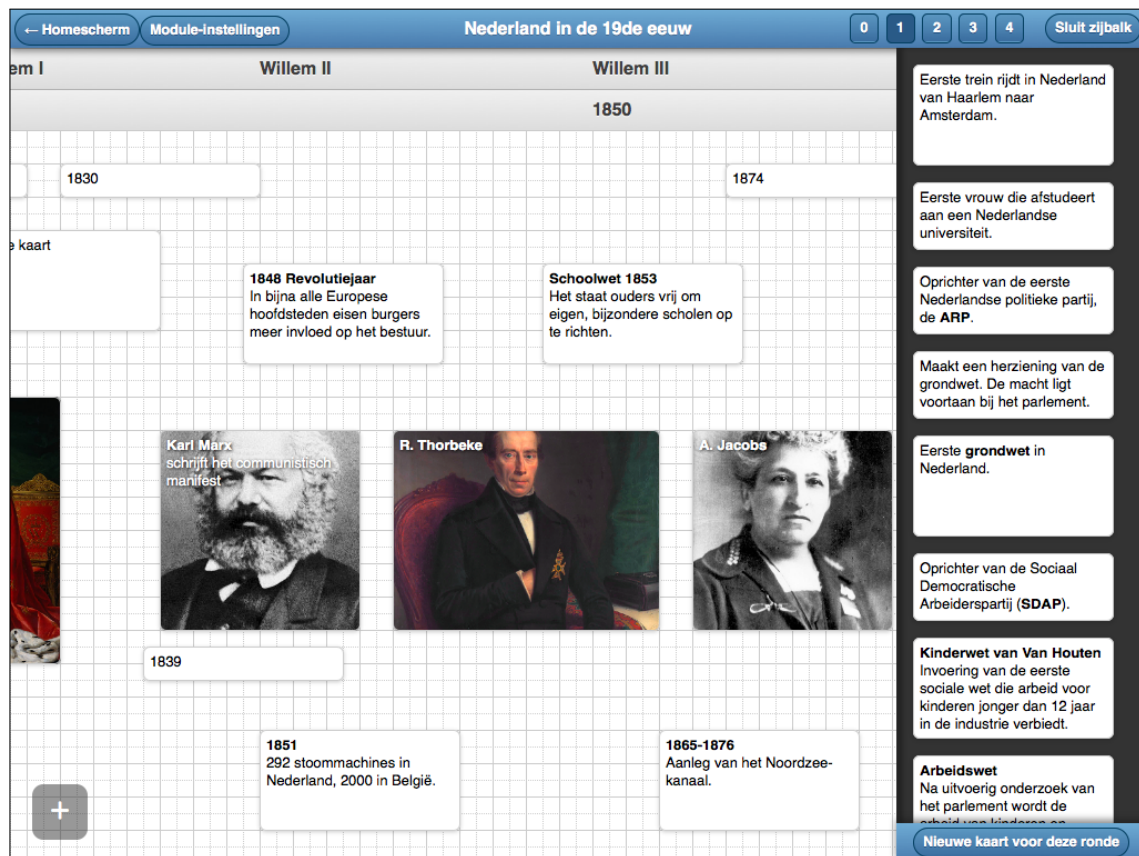 ← Homescherm
Module-instellingen
Nederland in de 19de eeuw
0
1
2
3
4
Sluit zijbalk
em I
Willem II
Willem III
1850
1830
1874
e kaart
1848 Revolutiejaar
In bijna alle Europese
hoofdsteden eisen burgers
meer invloed op het bestuur.
Schoolwet 1853
Het staat ouders vrij om
eigen, bijzondere scholen op
te richten.
Karl Marx
schrijft het communistisch
manifest
R. Thorbeke
A. Jacobs
1839
1851
292 stoommachines in
Nederland, 2000 in België.
1865-1876
Aanleg van het Noordzee-
kanaal.
+
Eerste trein rijdt in Nederland
van Haarlem naar
Amsterdam.
Eerste vrouw die afstudeert
aan een Nederlandse
universiteit.
Oprichter van de eerste
Nederlandse politieke partij,
de ARP.
Maakt een herziening van de
grondwet. De macht ligt
voortaan bij het parlement.
Eerste grondwet in
Nederland.
Oprichter van de Sociaal
Democratische
Arbeiderspartij (SDAP).
Kinderwet van Van Houten
Invoering van de eerste
sociale wet die arbeid voor
kinderen jonger dan 12 jaar
in de industrie verbiedt.
Arbeidswet
Na uitvoerig onderzoek van
het parlement wordt de
arbeid van kinderen en
Nieuwe kaart voor deze ronde